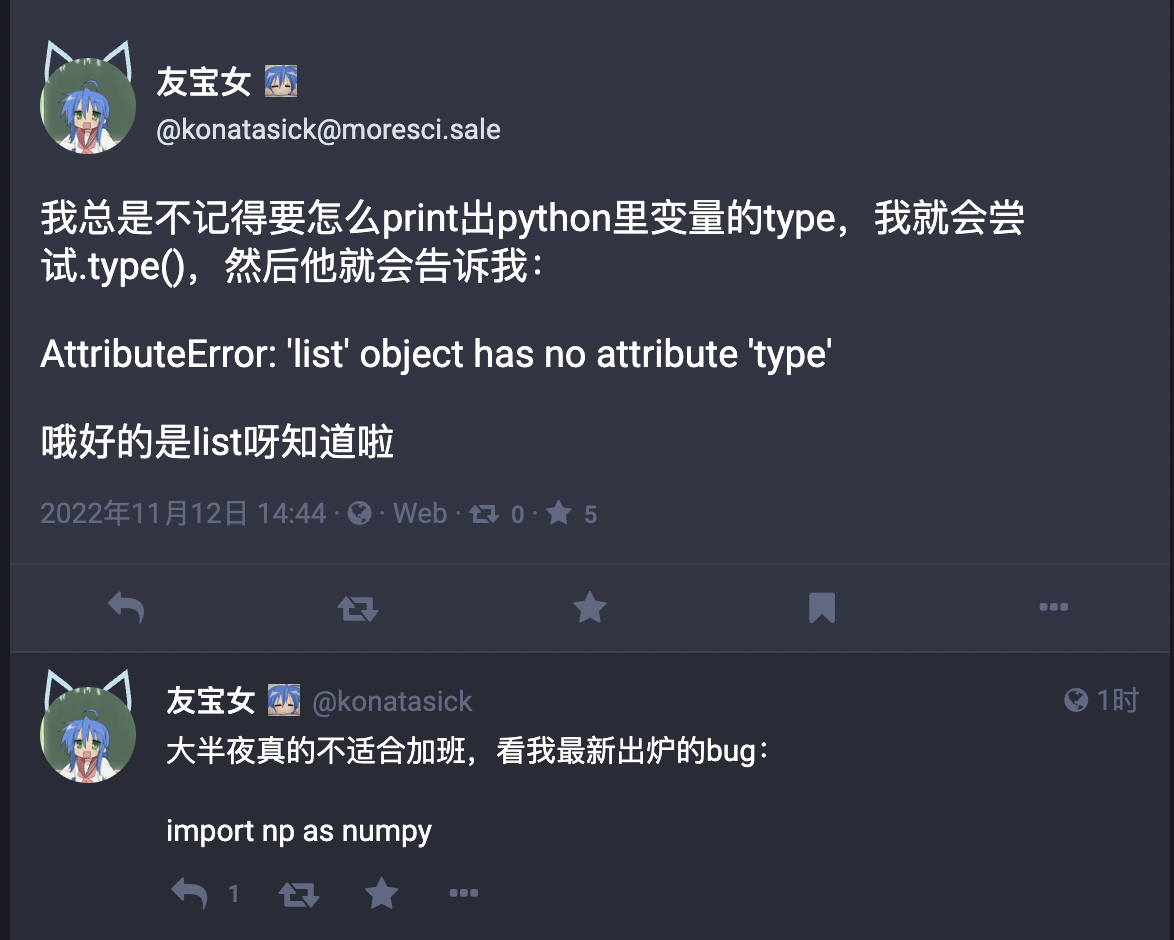 友宝女
@konatasick@moresci.sale
我总是不记得要怎么print出python里变量的type，我就会尝
试.type()，然后他就会告诉我：
AttributeError: 'list' object has no attribute 'type'
哦好的是list呀知道啦
2022年11月12日 14:44 · · Web · 0 · 5
友宝女 @konatasick 1时
大半夜真的不适合加班，看我最新出炉的bug：
import np as numpy
1